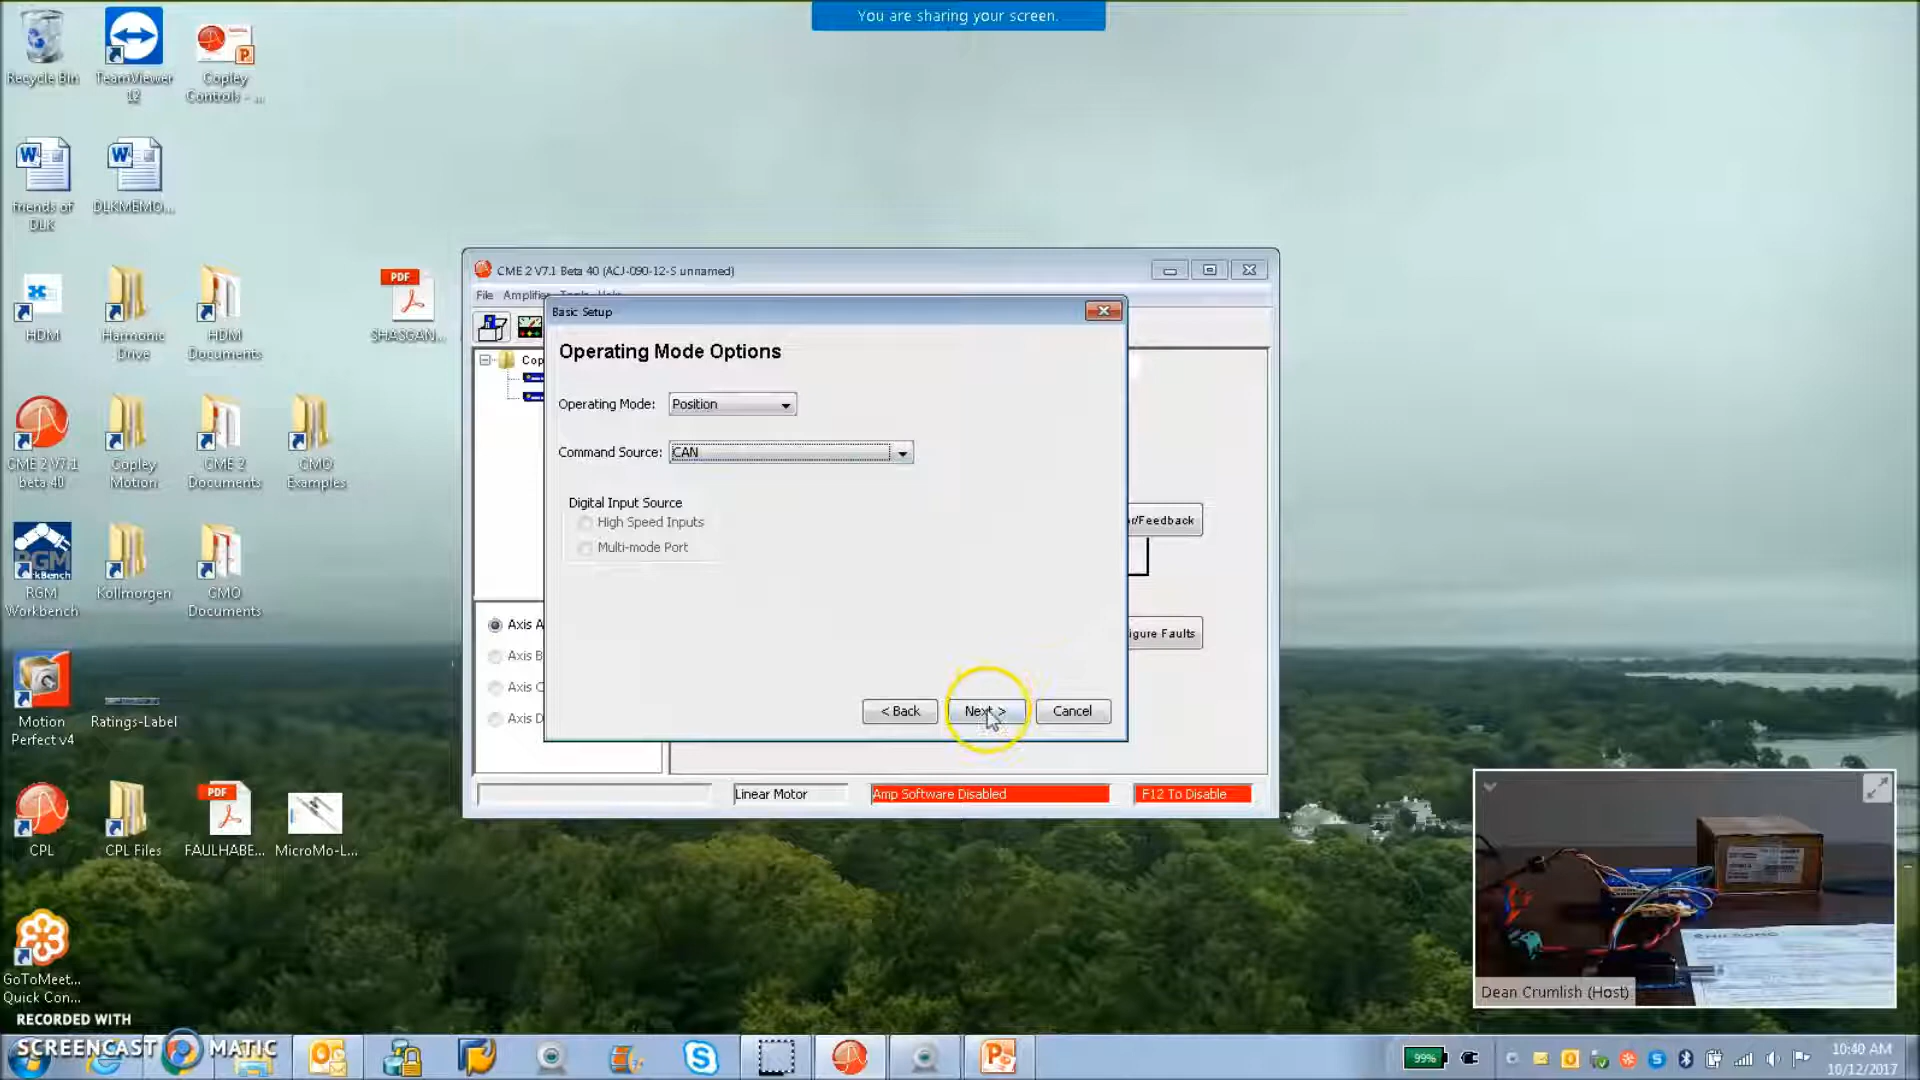 You are sharing your screen.
Recycle Bin
TeamViewer
12
Copley
Controls - ...
friends of
DLK
DLKMEMO...
HDM
Harmonic
Drive
HDM
Documents
SHASGAN...
PDF
CME 2 V7.1
beta 40
Copley
Motion
CME 2
Documents
CMO
Examples
RGM
Workbench
Kollmorgen
CMO
Documents
Motion
Perfect v4
Ratings-Label
CPL
CPL Files
PDF
FAULHABE...
MicroMo-L...
GoToMeet...
Quick Con...
RECORDED WITH
SCREENCAST MATIC
CME 2 V7.1 Beta 40 (ACJ-090-12-S unnamed)
File Amplifier Tools Help
Cop
Basic Setup
Operating Mode Options
Operating Mode: Position
Command Source: CAN
Digital Input Source
High Speed Inputs
Multi-mode Port
r/Feedback
igure Faults
Axis A
Axis B
Axis C
Axis D
< Back
Next >
Cancel
Linear Motor
Amp Software Disabled
F12 To Disable
Dean Crumlish (Host)
99%
10:40 AM
10/12/2017